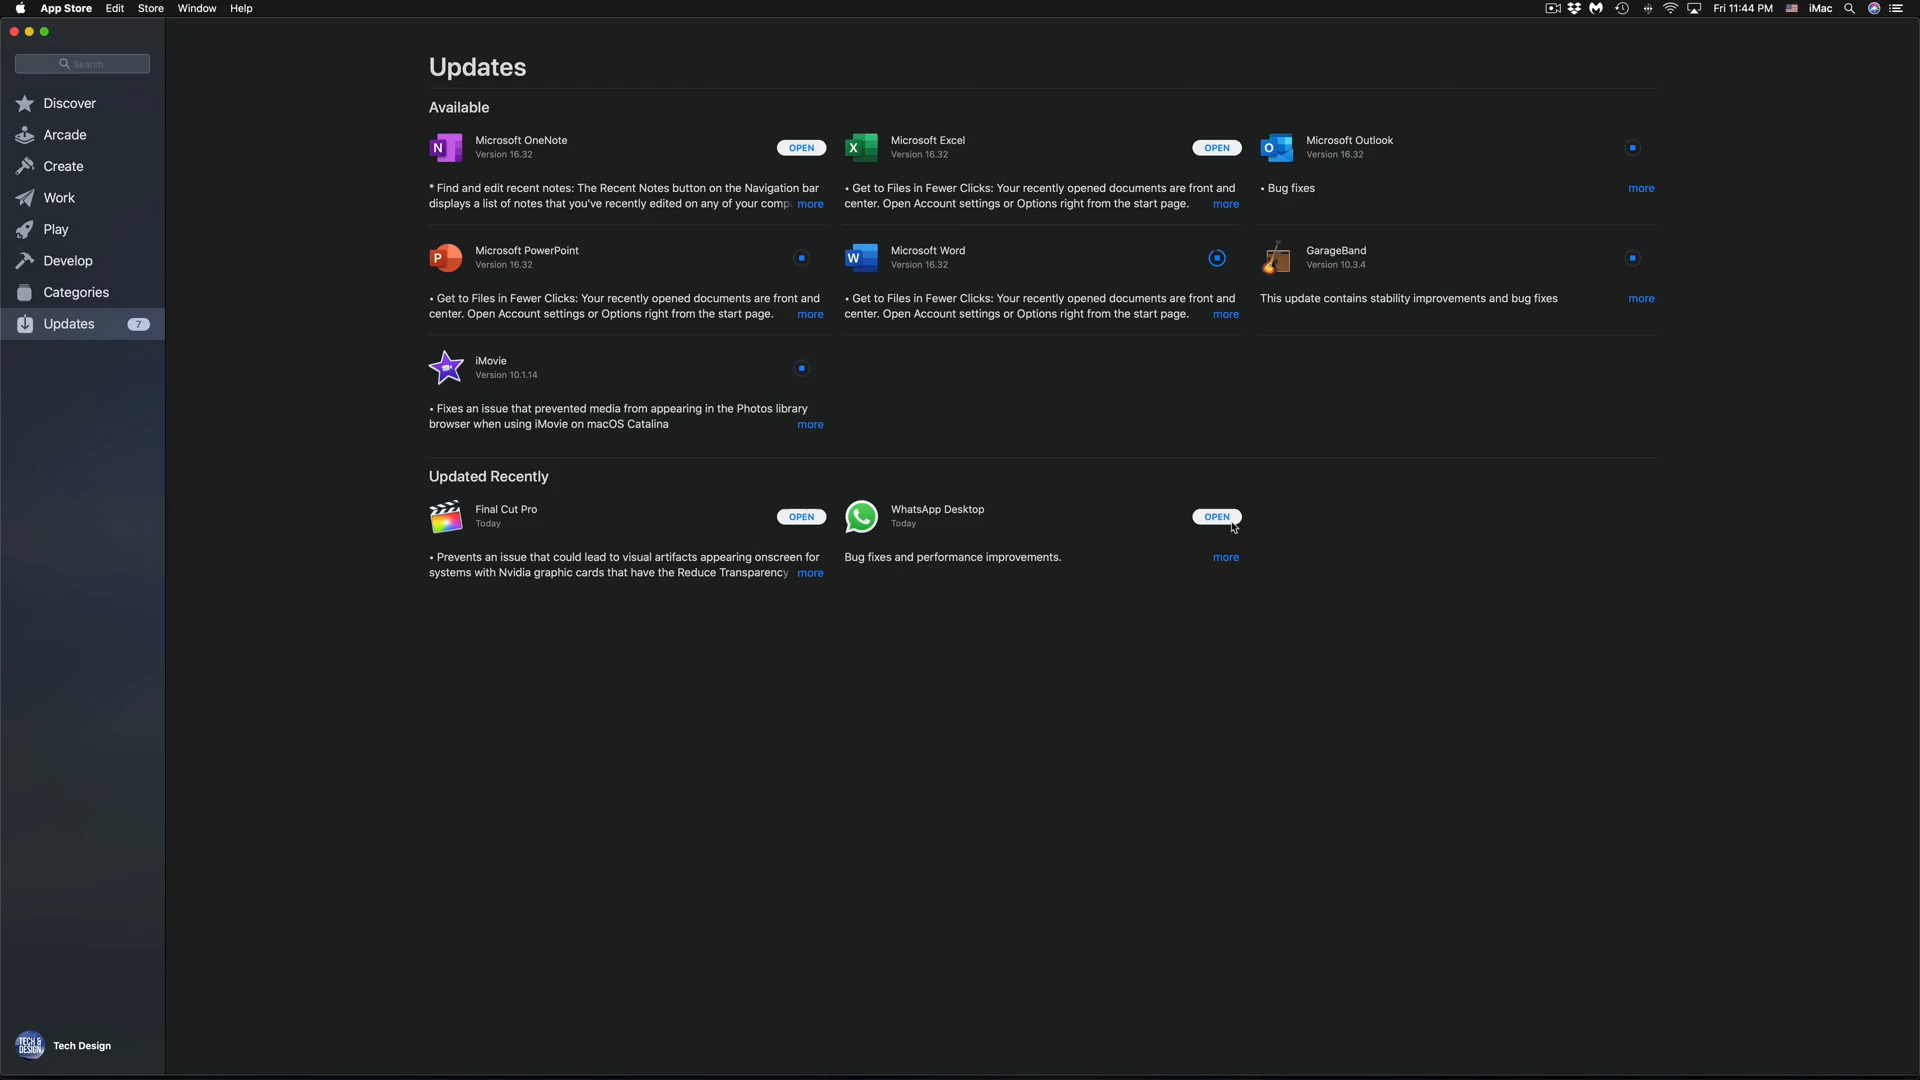 App Store Edit Store Window Help
Fri 11:44 PM iMac
Search
Discover
Arcade
Create
Work
Play
Develop
Categories
Updates 7
Tech Design
TECH &
DESIGN
Updates
Available
Microsoft OneNote
Version 16.32
OPEN
* Find and edit recent notes: The Recent Notes button on the Navigation bar
displays a list of notes that you've recently edited on any of your comp more
Microsoft Excel
Version 16.32
OPEN
• Get to Files in Fewer Clicks: Your recently opened documents are front and
center. Open Account settings or Options right from the start page. more
Microsoft Outlook
Version 16.32
• Bug fixes more
Microsoft PowerPoint
Version 16.32
• Get to Files in Fewer Clicks: Your recently opened documents are front and
center. Open Account settings or Options right from the start page. more
Microsoft Word
Version 16.32
• Get to Files in Fewer Clicks: Your recently opened documents are front and
center. Open Account settings or Options right from the start page. more
GarageBand
Version 10.3.4
This update contains stability improvements and bug fixes more
iMovie
Version 10.1.14
• Fixes an issue that prevented media from appearing in the Photos library
browser when using iMovie on macOS Catalina more
Updated Recently
Final Cut Pro
Today
OPEN
• Prevents an issue that could lead to visual artifacts appearing onscreen for
systems with Nvidia graphic cards that have the Reduce Transparency more
WhatsApp Desktop
Today
OPEN
Bug fixes and performance improvements. more